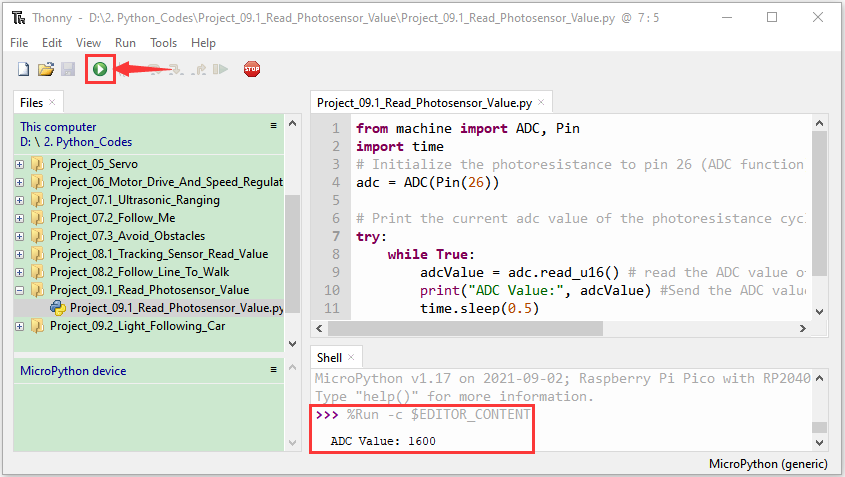 Thonny - D:\2. Python_Codes\Project_09.1_Read_Photosensor_Value\Project_09.1_Read_Photosensor_Value.py @ 7 : 5
File Edit View Run Tools Help
STOP
Files
This computer
D: \ 2. Python_Codes
Project_05_Servo
Project_06_Motor_Drive_And_Speed_Regulat
Project_07.1_Ultrasonic_Ranging
Project_07.2_Follow_Me
Project_07.3_Avoid_Obstacles
Project_08.1_Tracking_Sensor_Read_Value
Project_08.2_Follow_Line_To_Walk
Project_09.1_Read_Photosensor_Value
Project_09.1_Read_Photosensor_Value.py
Project_09.2_Light_Following_Car
MicroPython device
Project_09.1_Read_Photosensor_Value.py
1 from machine import ADC, Pin
2 import time
3 # Initialize the photoresistance to pin 26 (ADC function
4 adc = ADC(Pin(26))
5
6 # Print the current adc value of the photoresistance cyc
7 try:
8 while True:
9 adcValue = adc.read_u16() # read the ADC value o
10 print("ADC Value:", adcValue) #Send the ADC value
11 time.sleep(0.5)
Shell
MicroPython v1.17 on 2021-09-02; Raspberry Pi Pico with RP2040
Type "help()" for more information.
>>> %Run -c $EDITOR_CONTENT
ADC Value: 1600
MicroPython (generic)